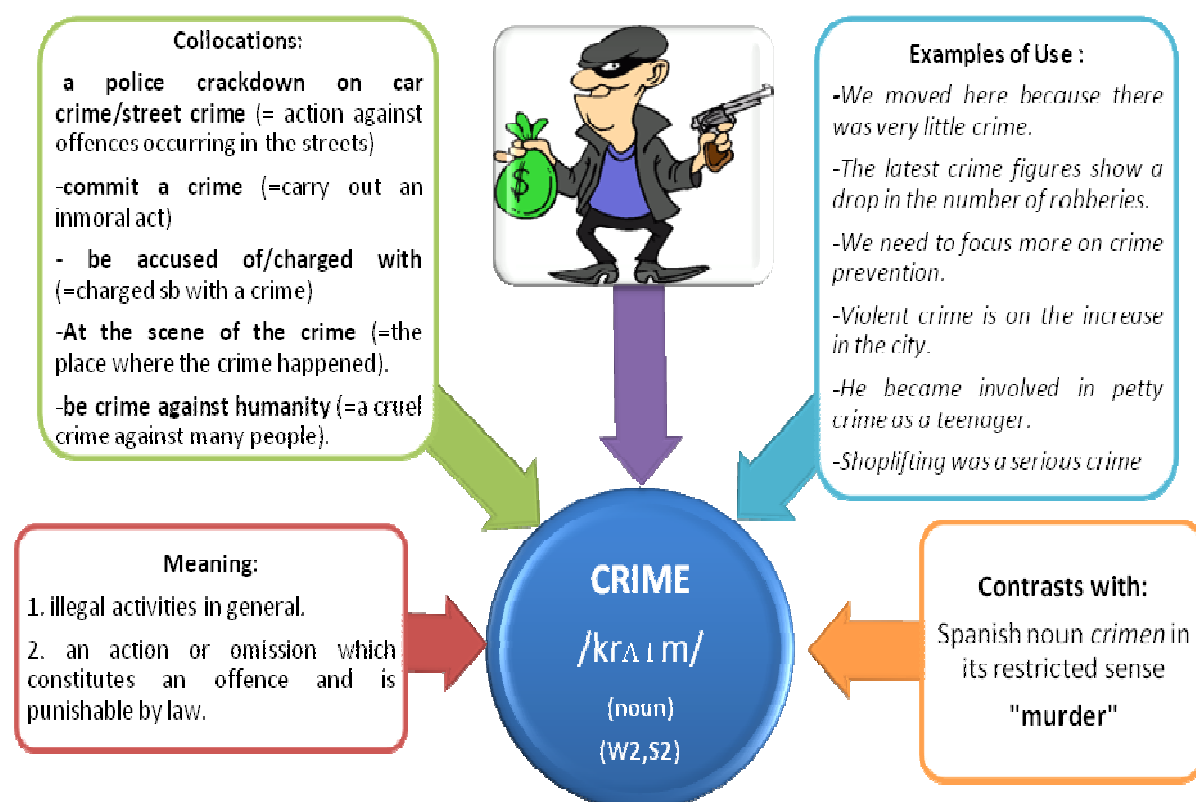 Collocations:
a police crackdown on car
crime/street crime (= action against
offences occurring in the streets)
-commit a crime (=carry out an
inmoral act)
- be accused of/charged with
(=charged sb with a crime)
-At the scene of the crime (=the
place where the crime happened).
-be crime against humanity (=a cruel
crime against many people).
$
Examples of Use :
-We moved here because there
was very little crime.
-The latest crime figures show a
drop in the number of robberies.
-We need to focus more on crime
prevention.
-Violent crime is on the increase
in the city.
-He became involved in petty
crime as a teenager.
-Shoplifting was a serious crime
Meaning:
1. illegal activities in general.
2. an action or omission which
constitutes an offence and is
punishable by law.
CRIME
/krʌɪm/
(noun)
(W2,S2)
Contrasts with:
Spanish noun crimen in
its restricted sense
"murder"